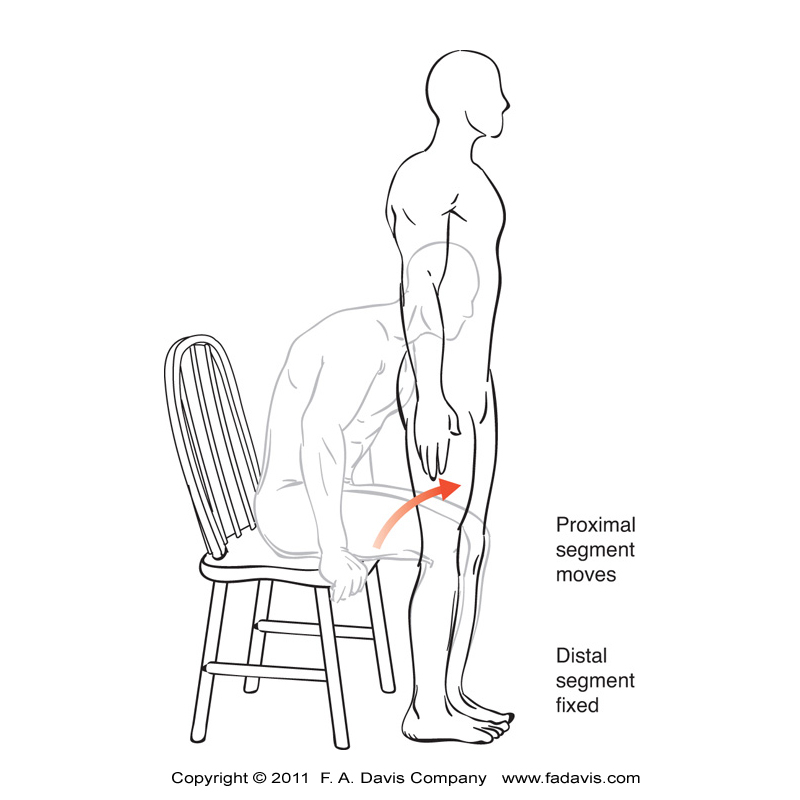 Proximal
segment
moves
Distal
segment
fixed
Copyright © 2011 F. A. Davis Company www.fadavis.com